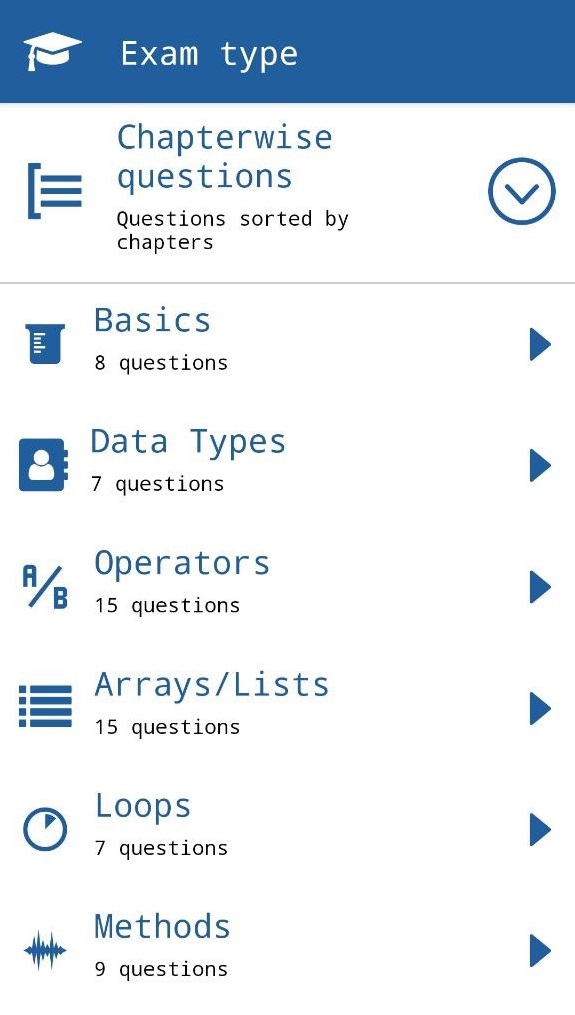 Exam type
Chapterwise
questions
Questions sorted by
chapters
Basics
8 questions
Data Types
7 questions
A/B
Operators
15 questions
Arrays/Lists
15 questions
Loops
7 questions
Methods
9 questions